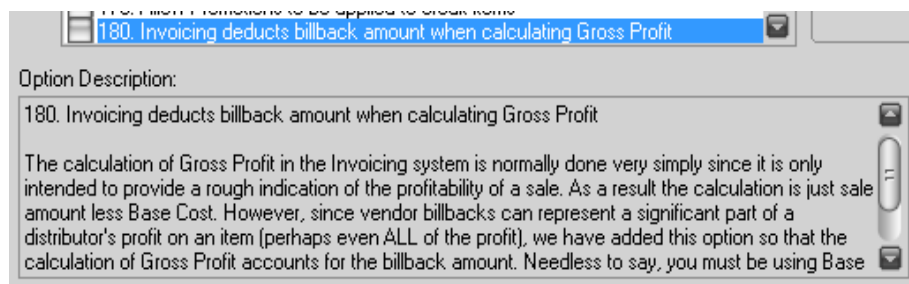 180. Invoicing deducts billback amount when calculating Gross Profit
Option Description:
180. Invoicing deducts billback amount when calculating Gross Profit
The calculation of Gross Profit in the Invoicing system is normally done very simply since it is only
intended to provide a rough indication of the profitability of a sale. As a result the calculation is just sale
amount less Base Cost. However, since vendor billbacks can represent a significant part of a
distributor's profit on an item (perhaps even ALL of the profit), we have added this option so that the
calculation of Gross Profit accounts for the billback amount. Needless to say, you must be using Base